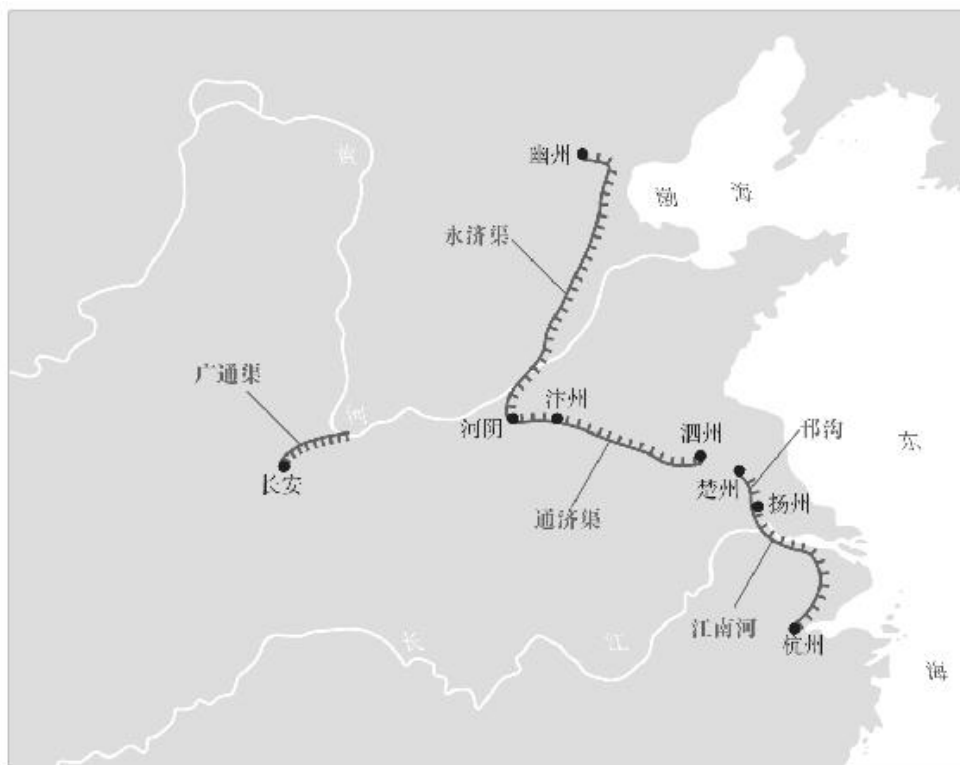 黄
幽州
渤海
永济渠
广通渠
河
河阴
汴州
泗州
邗沟
东
长安
楚州
扬州
通济渠
江南河
长
江
杭州
海